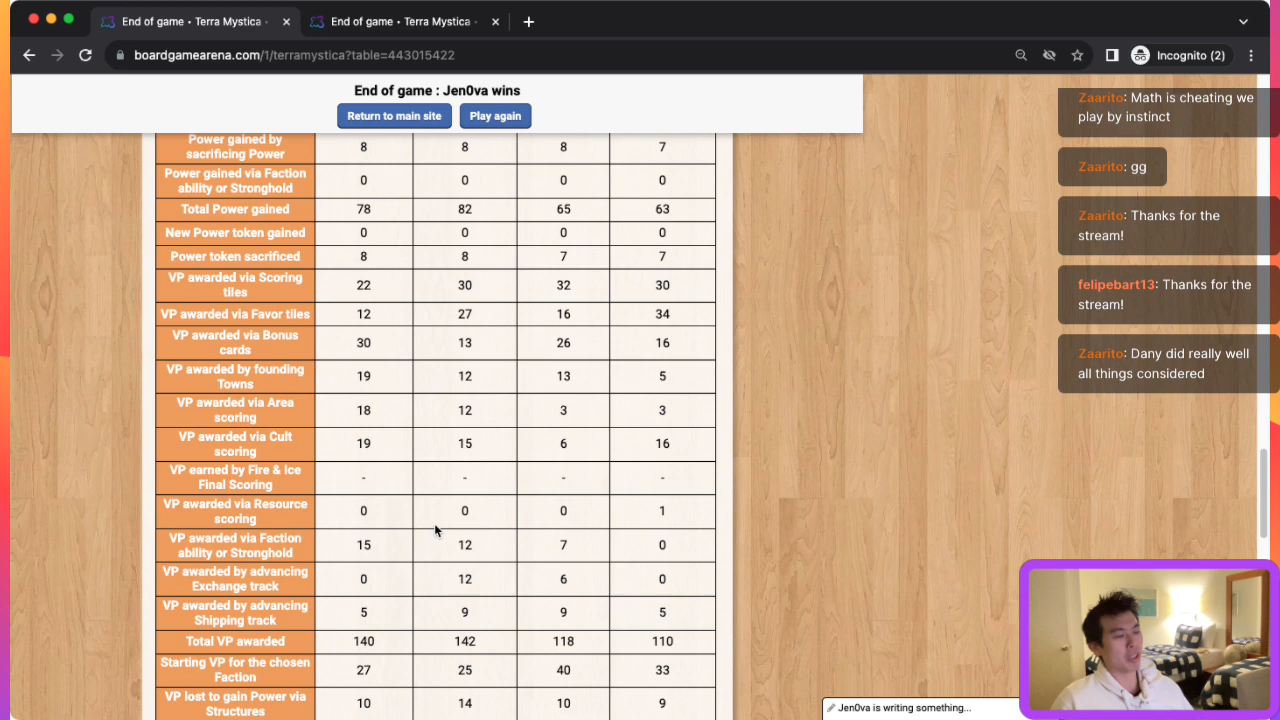 End of game • Terra Mystica ·
End of game • Terra Mystica ·
boardgamearena.com/1/terramystica?table=443015422
Incognito (2)
End of game : Jen0va wins
Return to main site
Play again
Power gained by
sacrificing Power
8 8 8 7
Power gained via Faction
ability or Stronghold
0 0 0 0
Total Power gained 78 82 65 63
New Power token gained 0 0 0 0
Power token sacrificed 8 8 7 7
VP awarded via Scoring
tiles
22 30 32 30
VP awarded via Favor tiles 12 27 16 34
VP awarded via Bonus
cards
30 13 26 16
VP awarded by founding
Towns
19 12 13 5
VP awarded via Area
scoring
18 12 3 3
VP awarded via Cult
scoring
19 15 6 16
VP earned by Fire & Ice
Final Scoring
- - - -
VP awarded via Resource
scoring
0 0 0 1
VP awarded via Faction
ability or Stronghold
15 12 7 0
VP awarded by advancing
Exchange track
0 12 6 0
VP awarded by advancing
Shipping track
5 9 9 5
Total VP awarded 140 142 118 110
Starting VP for the chosen
Faction
27 25 40 33
VP lost to gain Power via
Structures
10 14 10 9
Zaarito: Math is cheating we
play by instinct
Zaarito: gg
Zaarito: Thanks for the
stream!
felipebart13: Thanks for the
stream!
Zaarito: Dany did really well
all things considered
Jen0va is writing something...